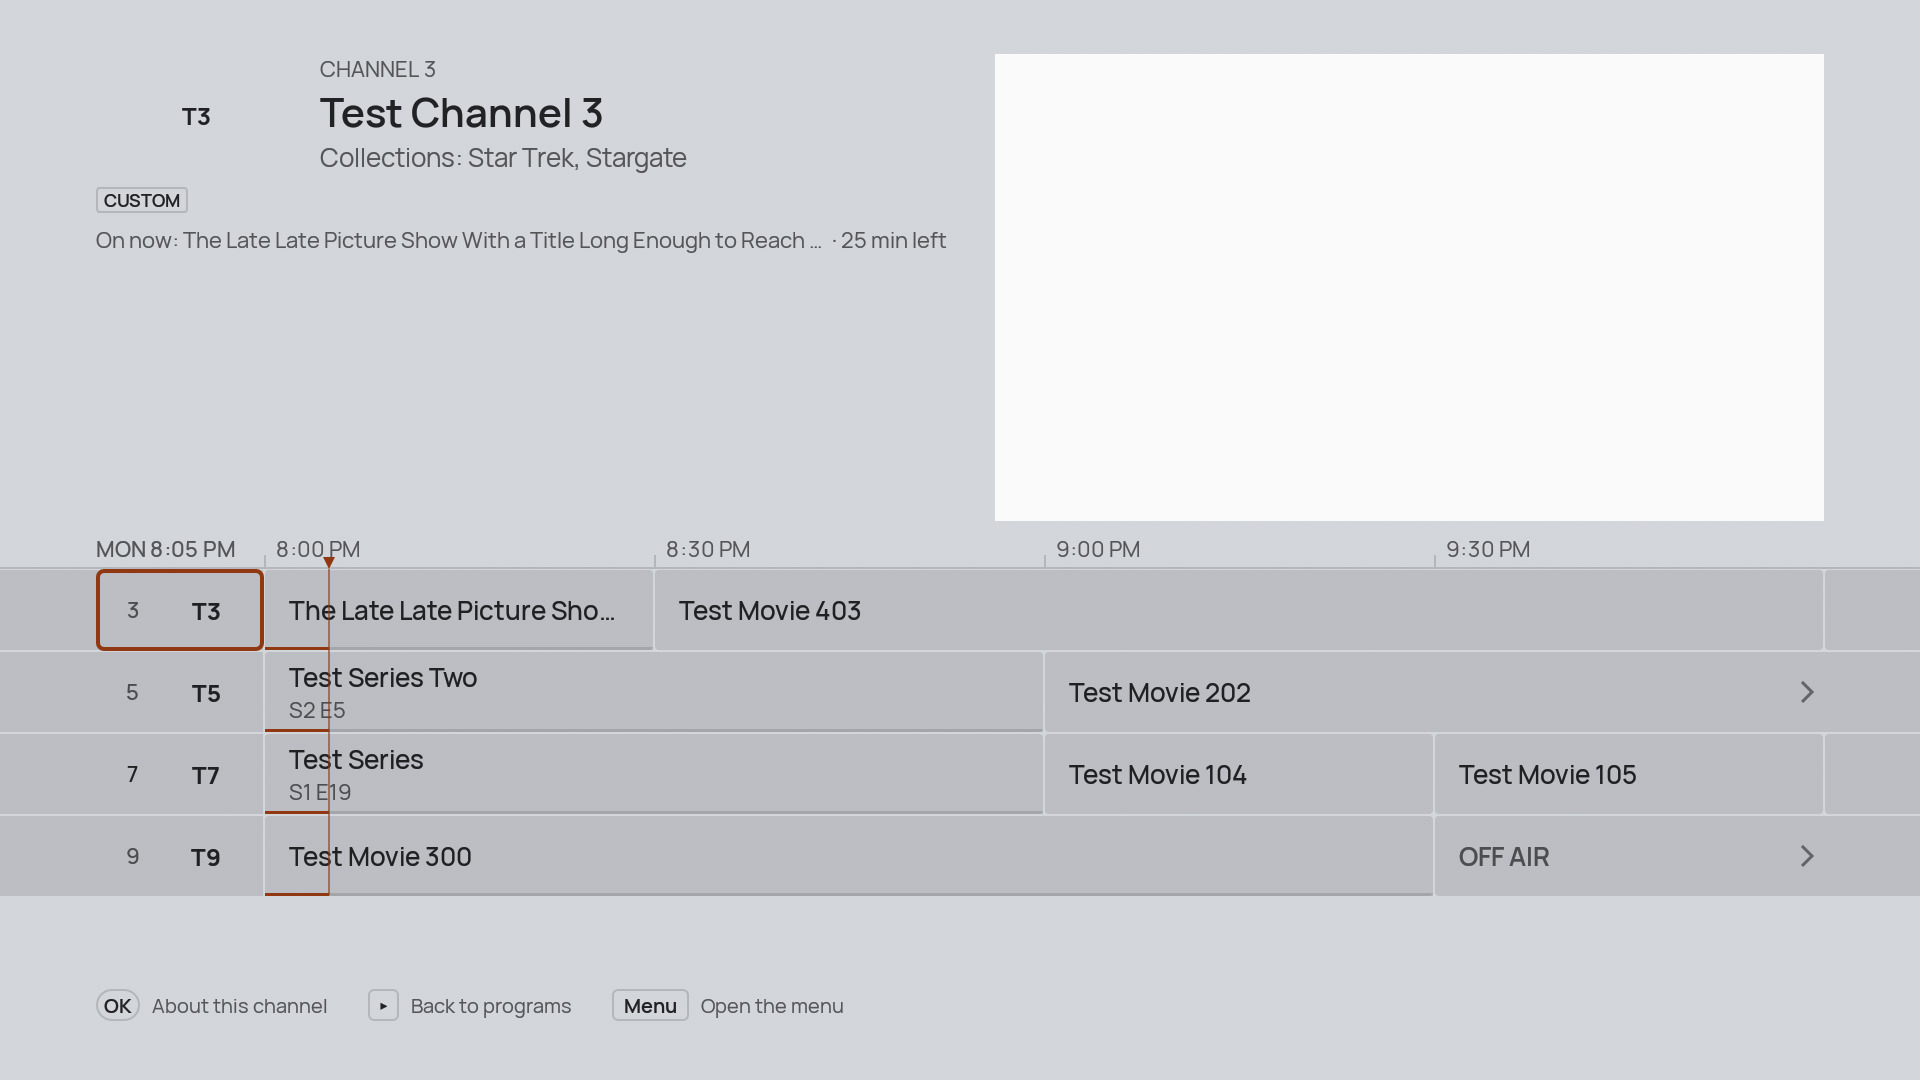 CHANNEL 3
T3
Test Channel 3
Collections: Star Trek, Stargate
CUSTOM
On now: The Late Late Picture Show With a Title Long Enough to Reach … · 25 min left
MON 8:05 PM 8:00 PM 8:30 PM 9:00 PM 9:30 PM
3 T3 The Late Late Picture Sho… Test Movie 403
5 T5 Test Series Two Test Movie 202
S2 E5
7 T7 Test Series Test Movie 104 Test Movie 105
S1 E19
9 T9 Test Movie 300 OFF AIR
OK About this channel ▸ Back to programs Menu Open the menu